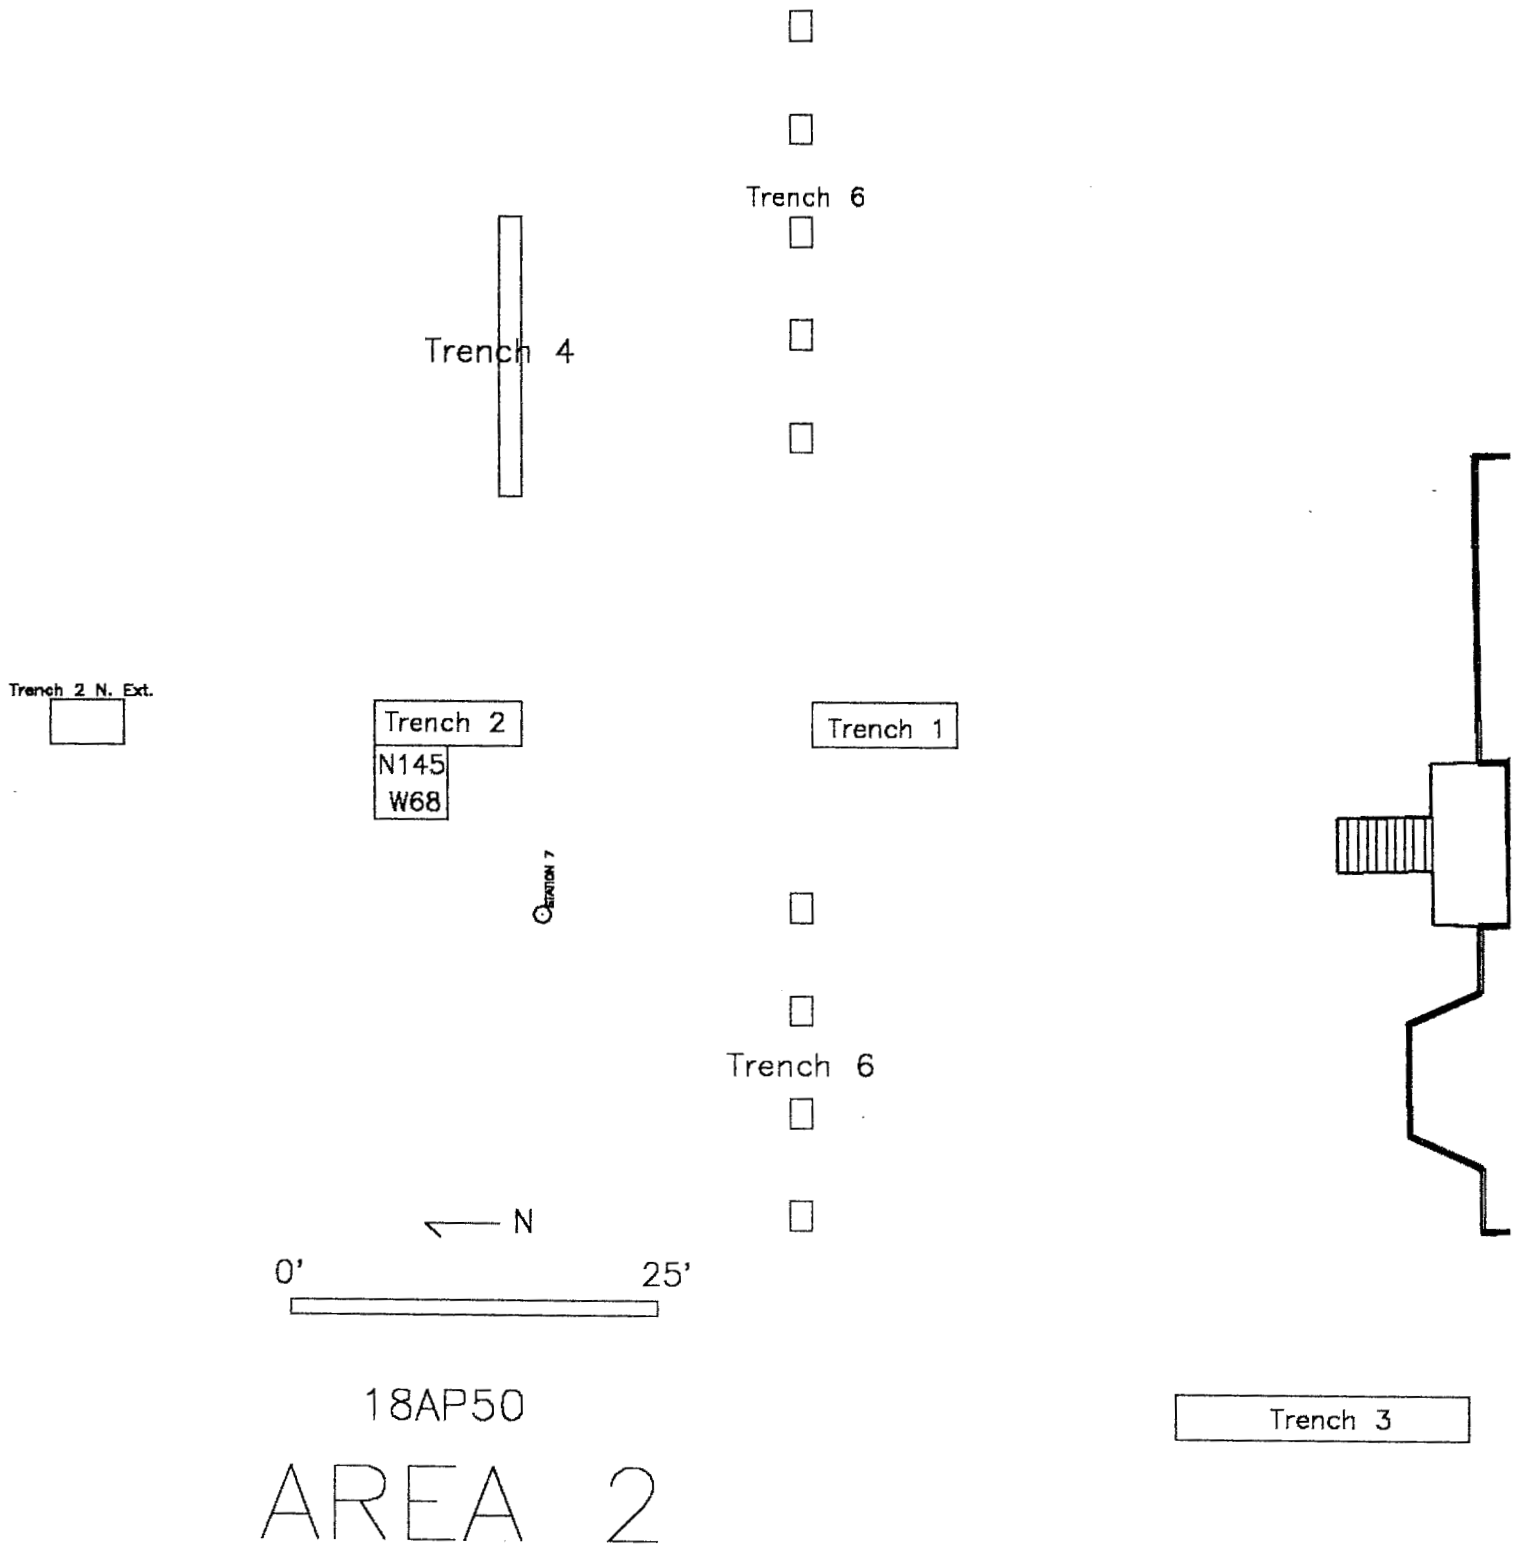 Trench 6
Trench 4
Trench 2 N. Ext.
Trench 2
Trench 1
N145
W68
STATION 7
Trench 6
N
0' 25'
18AP50
Trench 3
AREA 2